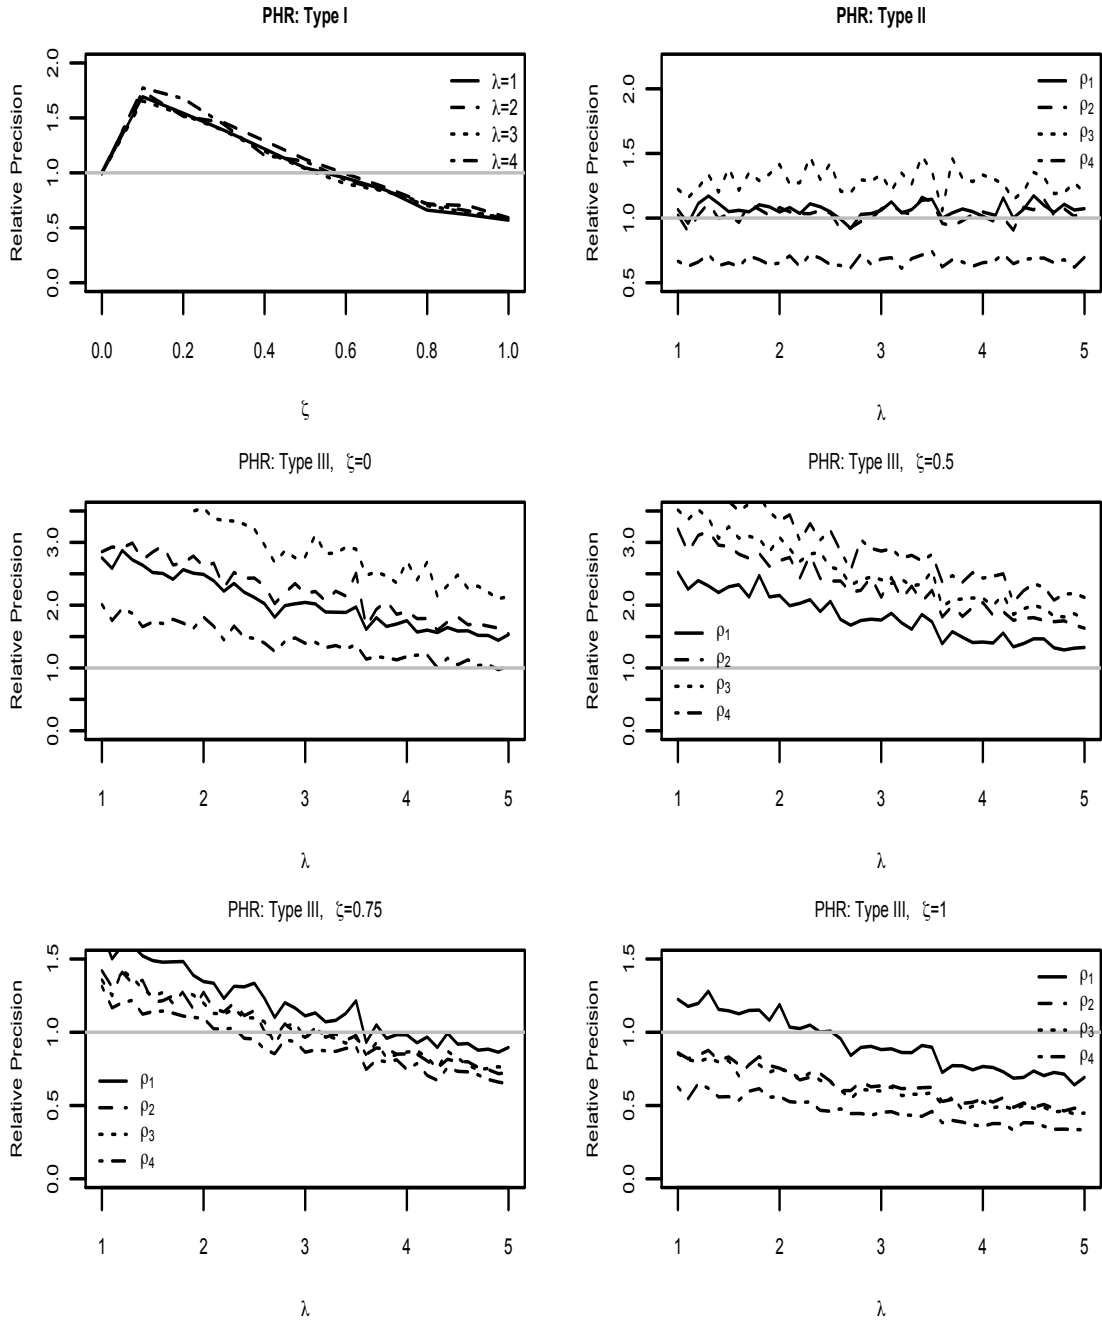 PHR: Type I
Relative Precision
0.0 0.5 1.0 1.5 2.0
λ=1
λ=2
λ=3
λ=4
0.0 0.2 0.4 0.6 0.8 1.0
ζ
PHR: Type II
Relative Precision
0.5 1.0 1.5 2.0
ρ1
ρ2
ρ3
ρ4
1 2 3 4 5
λ
PHR: Type III, ζ=0
Relative Precision
0.0 1.0 2.0 3.0
1 2 3 4 5
λ
PHR: Type III, ζ=0.5
Relative Precision
0.0 1.0 2.0 3.0
ρ1
ρ2
ρ3
ρ4
1 2 3 4 5
λ
PHR: Type III, ζ=0.75
Relative Precision
0.0 0.5 1.0 1.5
ρ1
ρ2
ρ3
ρ4
1 2 3 4 5
λ
PHR: Type III, ζ=1
Relative Precision
0.0 0.5 1.0 1.5
ρ1
ρ2
ρ3
ρ4
1 2 3 4 5
λ